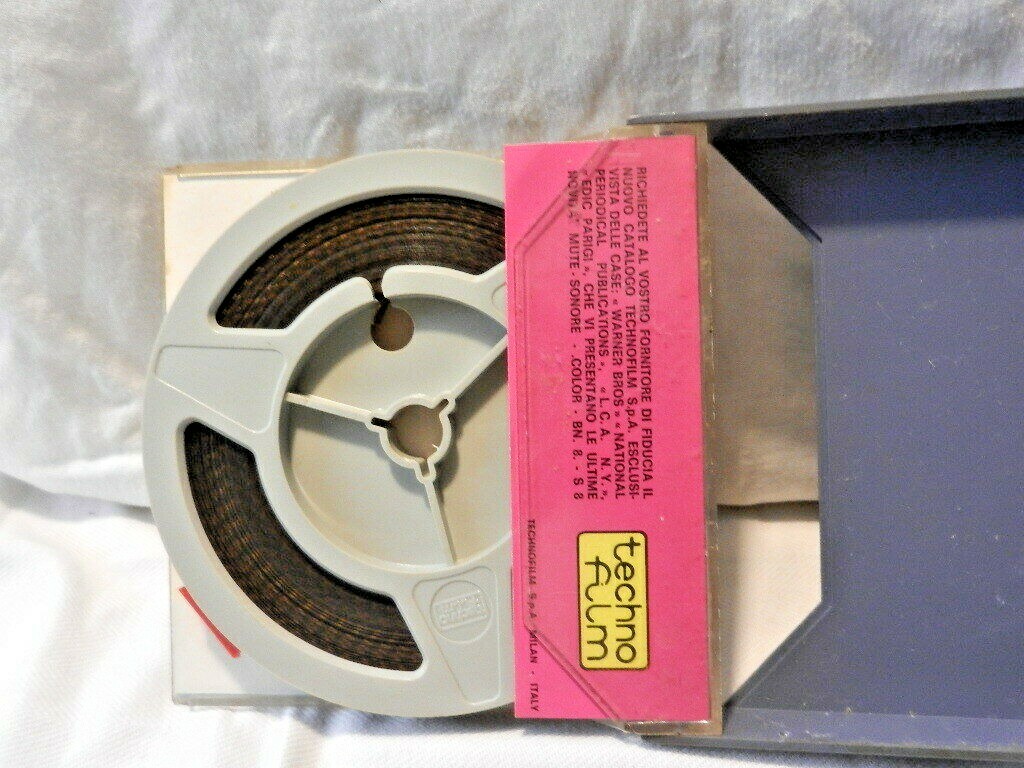 RICHIEDETE AL VOSTRO FORNITORE DI FIDUCIA IL
NUOVO CATALOGO TECHNOFILM S.p.A. ESCLUSI-
VISTA DELLE CASE: « WARNER BROS » « NATIONAL
PERIODICAL PUBLICATIONS », « L.C.A. N.Y. »,
« EDIC PARIGI », CHE VI PRESENTANO LE ULTIME
MUTE - SONORE - COLOR - BN. 8. - S 8
techno
film
TECHNOFILM S.p.A. MILAN - ITALY